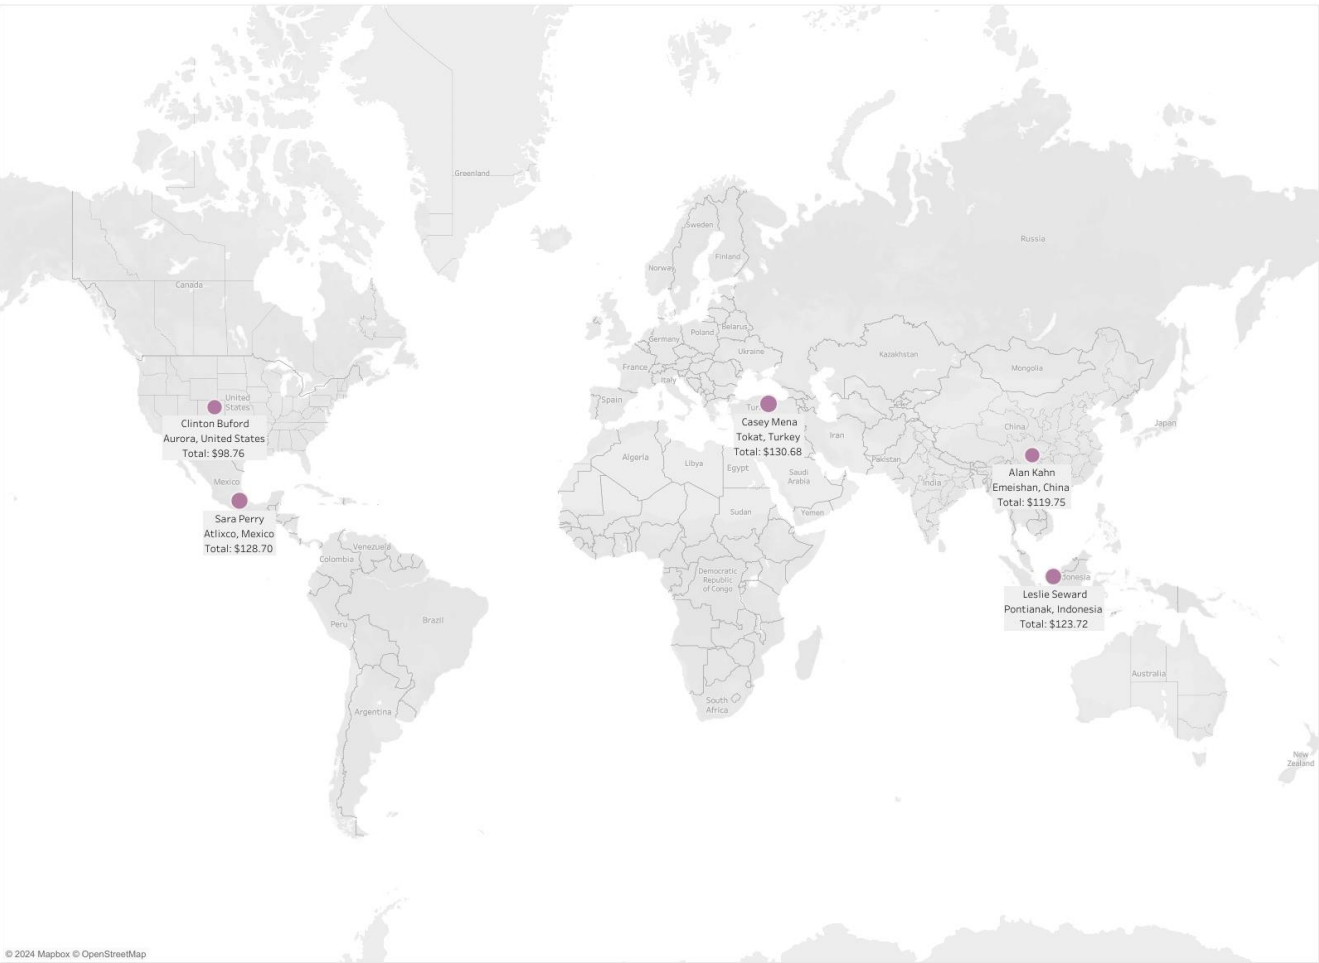 Greenland
Sweden
Russia
Finland
Norway
Canada
Poland
Belarus
Germany
Ukraine
France
Kazakhstan
Mongolia
Italy
United
States
Spain
Tur
Clinton Buford
Aurora, United States
Total: $98.76
Casey Mena
Tokat, Turkey
Total: $130.68
China
Japan
Iran
Algeria
Libya
Egypt
Pakistan
Saudi
Arabia
India
Alan Kahn
Emeishan, China
Total: $119.75
Mexico
Sara Perry
Atlixco, Mexico
Total: $128.70
Sudan
Yemen
Venezuela
Colombia
Democratic
Republic
of Congo
donesia
Leslie Seward
Pontianak, Indonesia
Total: $123.72
Peru
Brazil
Australia
South
Africa
Argentina
New
Zealand
© 2024 Mapbox © OpenStreetMap